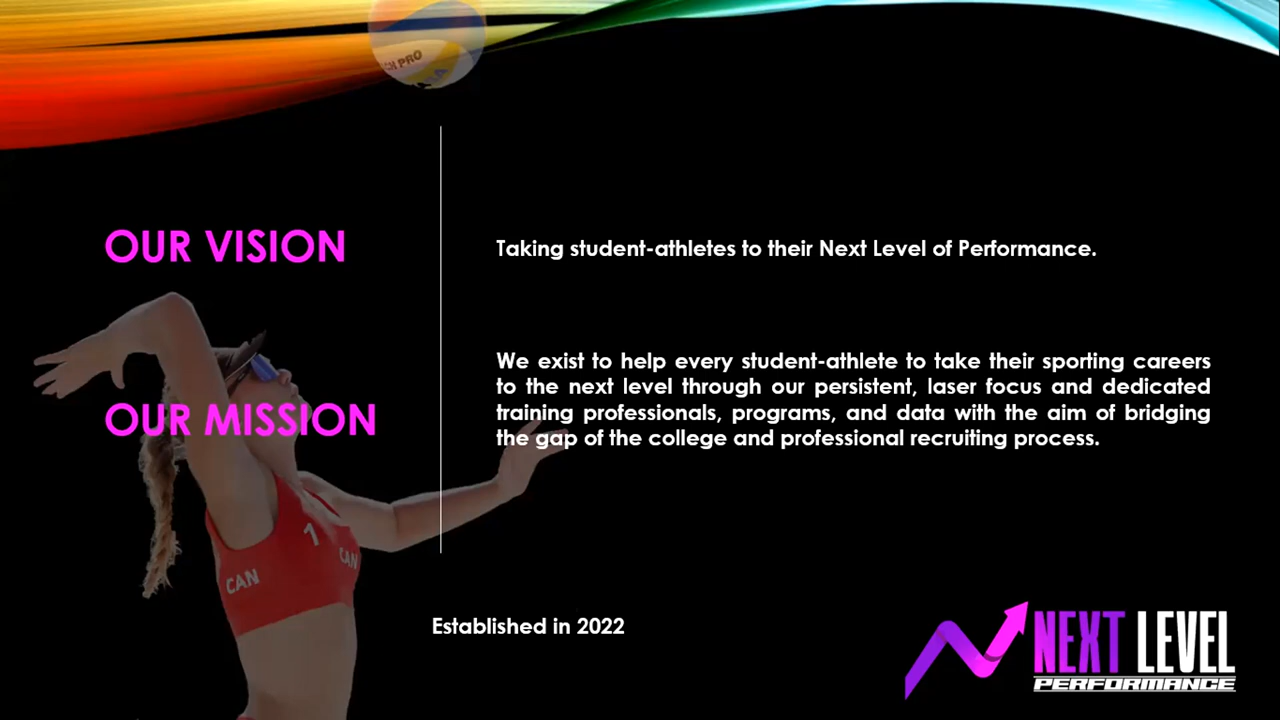 OUR VISION
Taking student-athletes to their Next Level of Performance.
OUR MISSION
We exist to help every student-athlete to take their sporting careers
to the next level through our persistent, laser focus and dedicated
training professionals, programs, and data with the aim of bridging
the gap of the college and professional recruiting process.
1
CAN
CAN
Established in 2022
NEXT LEVEL
PERFORMANCE